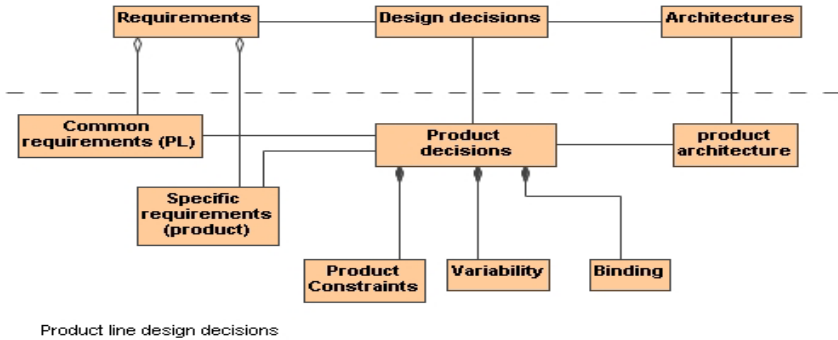 Requirements
Design decisions
Architectures
Common
requirements (PL)
Product
decisions
product
architecture
Specific
requirements
(product)
Product
Constraints
Variability
Binding
Product line design decisions